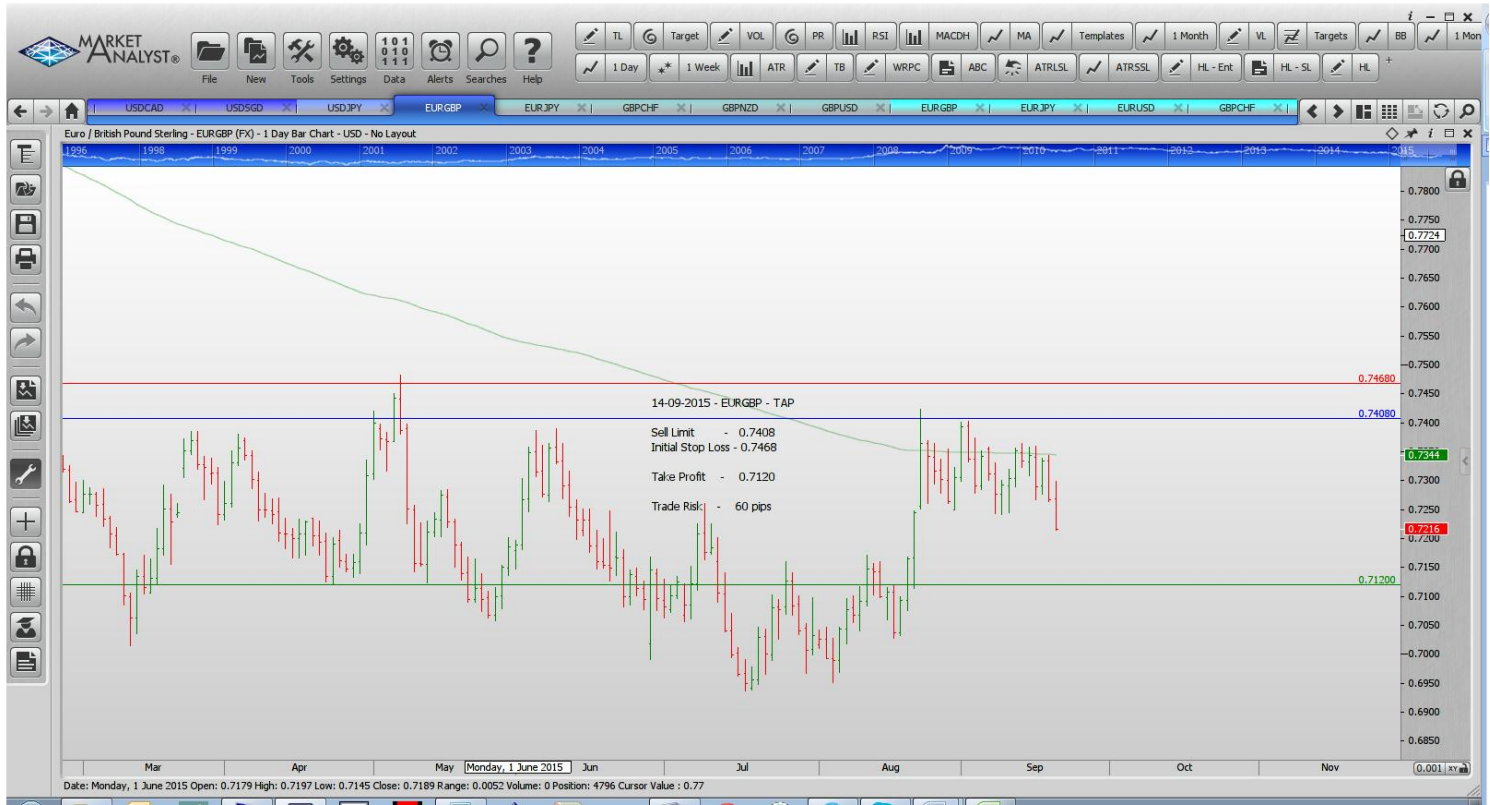 i
MARKET ANALYST®
File New Tools Settings Data Alerts Searches Help
TL Target VOL PR RSI MACDH MA Templates 1 Month VL Targets BB 1 Mon
1 Day 1 Week ATR TB WRPC ABC ATRLSL ATRSSL HL - Ent HL - SL HL +
USDCAD USDSGD USDJPY EURGBP EURJPY GBPCHF GBPNZD GBPUSD EURGBP EURJPY EURUSD GBPCHF
Euro / British Pound Sterling - EURGBP (FX) - 1 Day Bar Chart - USD - No Layout
1996 1998 1999 2000 2001 2002 2003 2004 2005 2006 2007 2008 2009 2010 2011 2012 2013 2014 2015
0.7800
0.7750
0.7724
0.7700
0.7650
0.7600
0.7550
0.7500
0.74680
0.7450
14-09-2015 - EURGBP - TAP
0.74080
0.7400
Sell Limit - 0.7408
Initial Stop Loss - 0.7468
0.7344
Take Profit - 0.7120
0.7300
Trade Risk - 60 pips
0.7250
0.7216
0.7200
0.7150
0.71200
0.7100
0.7050
0.7000
0.6950
0.6900
0.6850
Mar Apr May Monday, 1 June 2015 Jun Jul Aug Sep Oct Nov 0.001 XY
Date: Monday, 1 June 2015 Open: 0.7179 High: 0.7197 Low: 0.7145 Close: 0.7189 Range: 0.0052 Volume: 0 Position: 4796 Cursor Value : 0.77